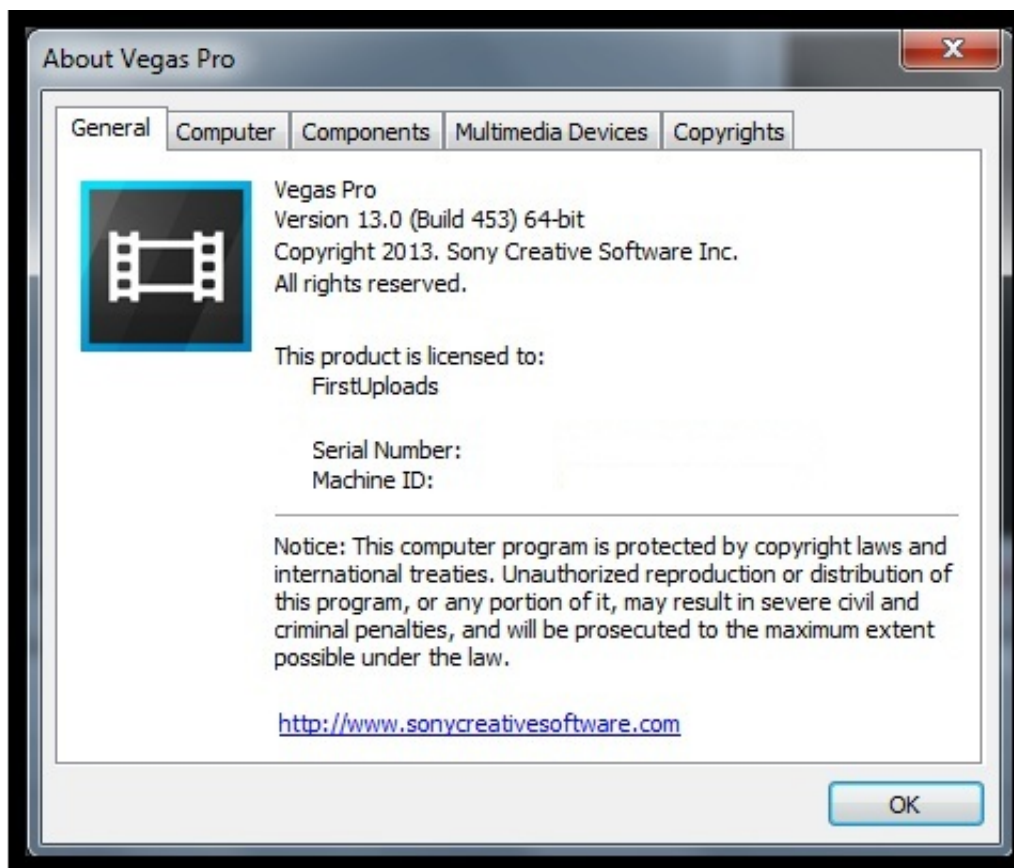 About Vegas Pro
General Computer Components Multimedia Devices Copyrights
Vegas Pro
Version 13.0 (Build 453) 64-bit
Copyright 2013. Sony Creative Software Inc.
All rights reserved.
This product is licensed to:
FirstUploads
Serial Number:
Machine ID:
Notice: This computer program is protected by copyright laws and
international treaties. Unauthorized reproduction or distribution of
this program, or any portion of it, may result in severe civil and
criminal penalties, and will be prosecuted to the maximum extent
possible under the law.
http://www.sonycreativesoftware.com
OK